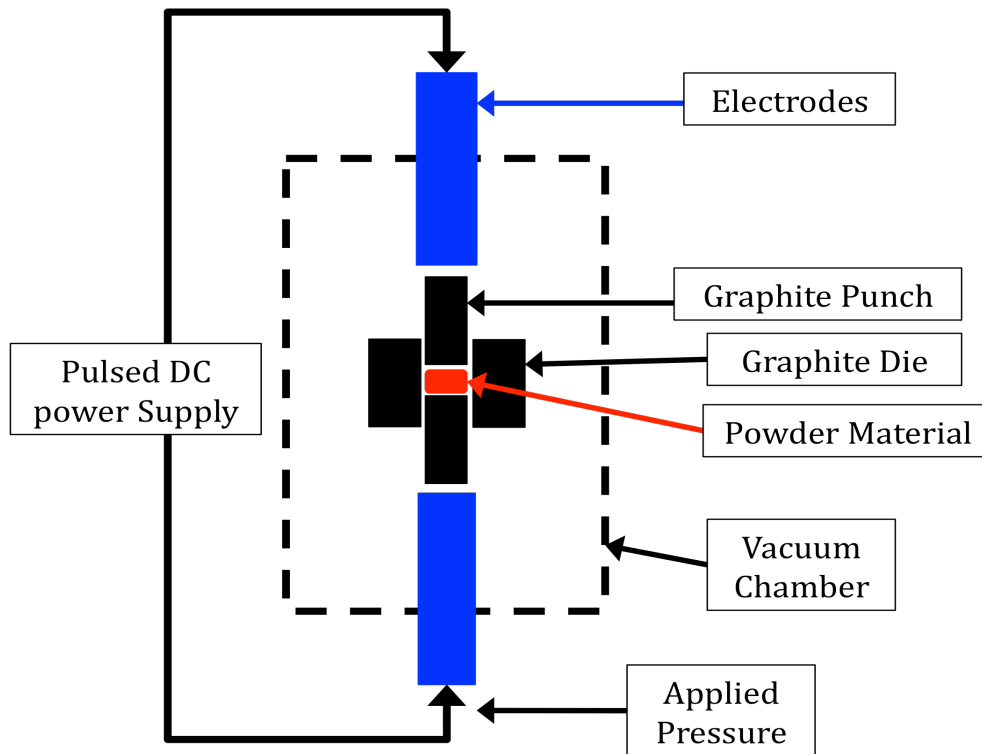 Electrodes
Graphite Punch
Graphite Die
Pulsed DC
power Supply
Powder Material
Vacuum
Chamber
Applied
Pressure